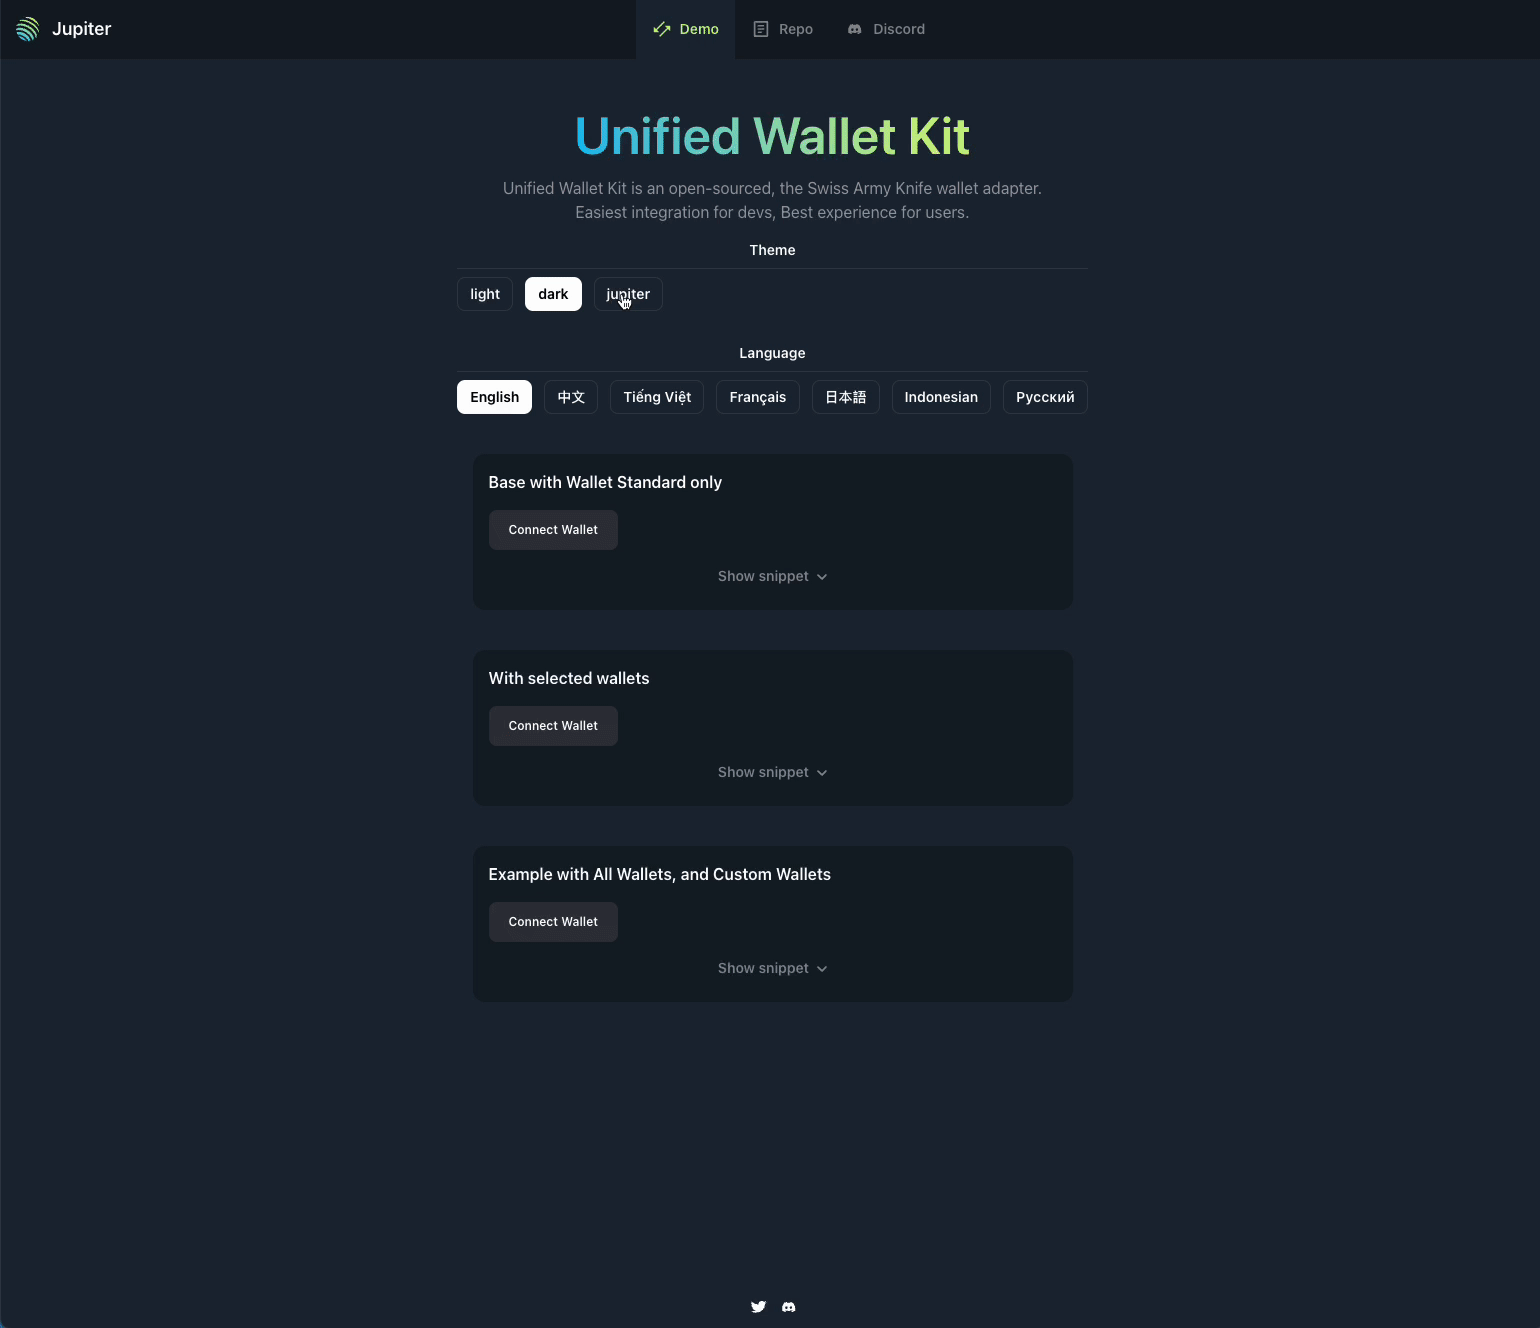 Jupiter
Demo
Repo
Discord
Unified Wallet Kit
Unified Wallet Kit is an open-sourced, the Swiss Army Knife wallet adapter.
Easiest integration for devs, Best experience for users.
Theme
light
dark
jupiter
Language
English
中文
Tiếng Việt
Français
日本語
Indonesian
Русский
Base with Wallet Standard only
Connect Wallet
Show snippet
With selected wallets
Connect Wallet
Show snippet
Example with All Wallets, and Custom Wallets
Connect Wallet
Show snippet